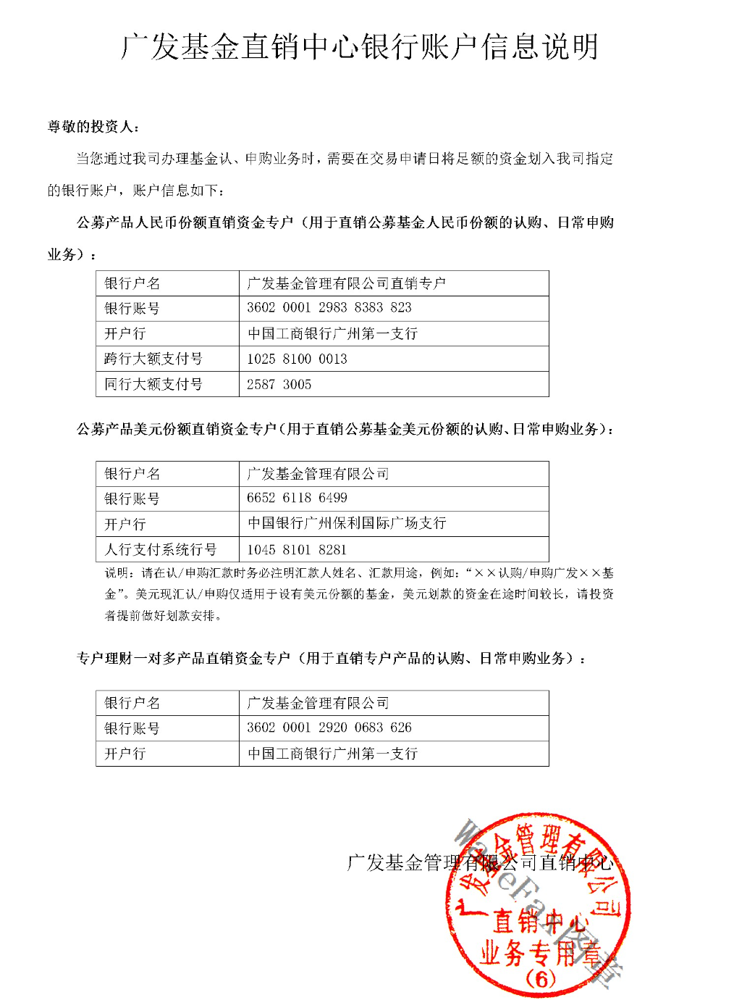 广发基金直销中心银行账户信息说明
尊敬的投资人：
当您通过我司办理基金认、申购业务时，需要在交易申请日将足额的资金划入我司指定
的银行账户，账户信息如下：
公募产品人民币份额直销资金专户（用于直销公募基金人民币份额的认购、日常申购
业务）：
银行户名 广发基金管理有限公司直销专户
银行账号 3602 0001 2983 8383 823
开户行 中国工商银行广州第一支行
跨行大额支付号 1025 8100 0013
同行大额支付号 2587 3005
公募产品美元份额直销资金专户（用于直销公募基金美元份额的认购、日常申购业务）：
银行户名 广发基金管理有限公司
银行账号 6652 6118 6499
开户行 中国银行广州保利国际广场支行
人行支付系统行号 1045 8101 8281
说明：请在认/申购汇款时务必注明汇款人姓名、汇款用途，例如：“××认购/申购广发××基
金”。美元现汇认/申购仅适用于设有美元份额的基金，美元划款的资金在途时间较长，请投资
者提前做好划款安排。
专户理财一对多产品直销资金专户（用于直销专户产品的认购、日常申购业务）：
银行户名 广发基金管理有限公司
银行账号 3602 0001 2920 0683 626
开户行 中国工商银行广州第一支行
广发基金管理有限公司直销中心
广发基金管理有限公司
直销中心
业务专用章
(6)